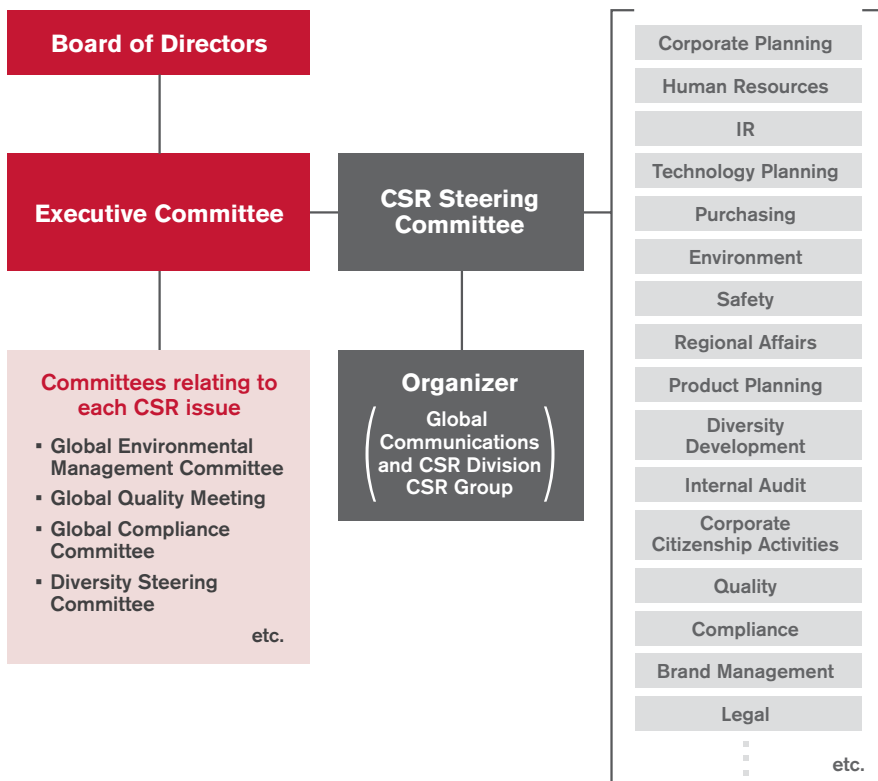 Board of Directors
Executive Committee
CSR Steering
Committee
Committees relating to
each CSR issue
▪ Global Environmental
Management Committee
▪ Global Quality Meeting
▪ Global Compliance
Committee
▪ Diversity Steering
Committee
etc.
Organizer
(Global
Communications
and CSR Division
CSR Group)
Corporate Planning
Human Resources
IR
Technology Planning
Purchasing
Environment
Safety
Regional Affairs
Product Planning
Diversity
Development
Internal Audit
Corporate
Citizenship Activities
Quality
Compliance
Brand Management
Legal
etc.